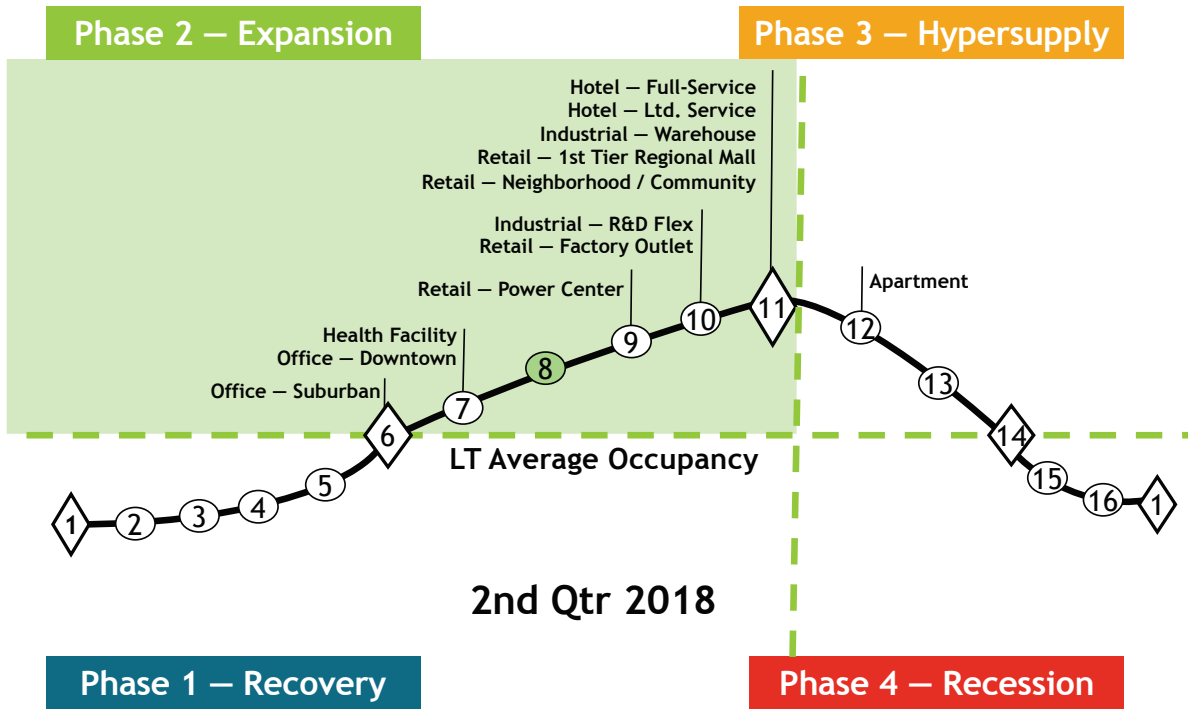 Phase 2 — Expansion
Phase 3 — Hypersupply
Hotel — Full-Service
Hotel — Ltd. Service
Industrial — Warehouse
Retail — 1st Tier Regional Mall
Retail — Neighborhood / Community
Industrial — R&D Flex
Retail — Factory Outlet
Retail — Power Center
Health Facility
Office — Downtown
Office — Suburban
Apartment
1
2
3
4
5
6
7
8
9
10
11
12
13
14
15
16
1
LT Average Occupancy
2nd Qtr 2018
Phase 1 — Recovery
Phase 4 — Recession